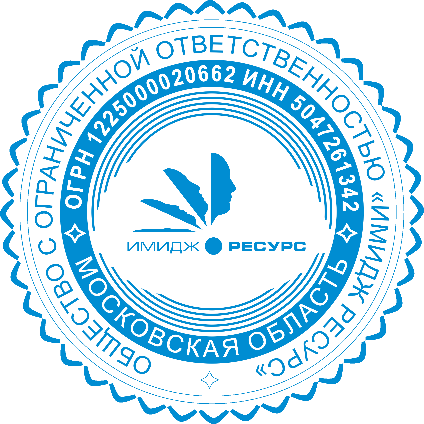 ОБЩЕСТВО С ОГРАНИЧЕННОЙ ОТВЕТСТВЕННОСТЬЮ «ИМИДЖ РЕСУРС»
ОГРН 1225000020662 ИНН 5047261342
МОСКОВСКАЯ ОБЛАСТЬ
ИМИДЖ РЕСУРС